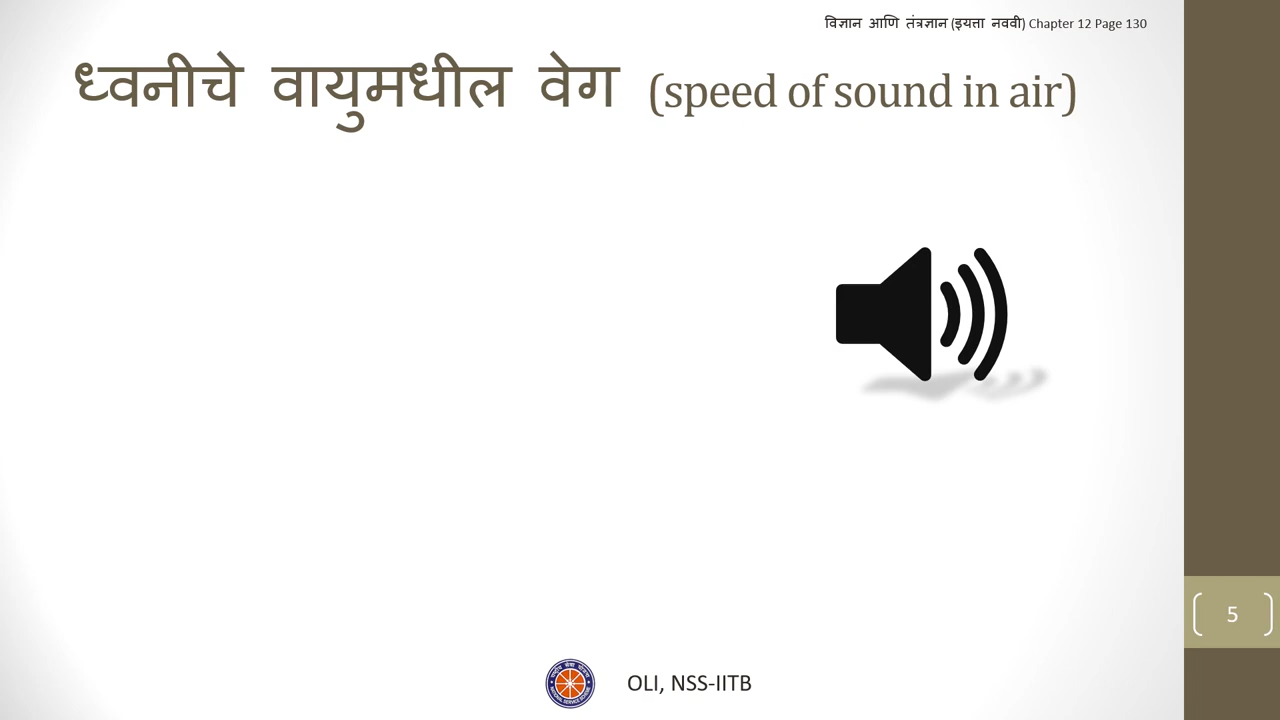 विज्ञान आणि तंत्रज्ञान (इयत्ता नववी) Chapter 12 Page 130
ध्वनीचे वायुमधील वेग (speed of sound in air)
5
OLI, NSS-IITB